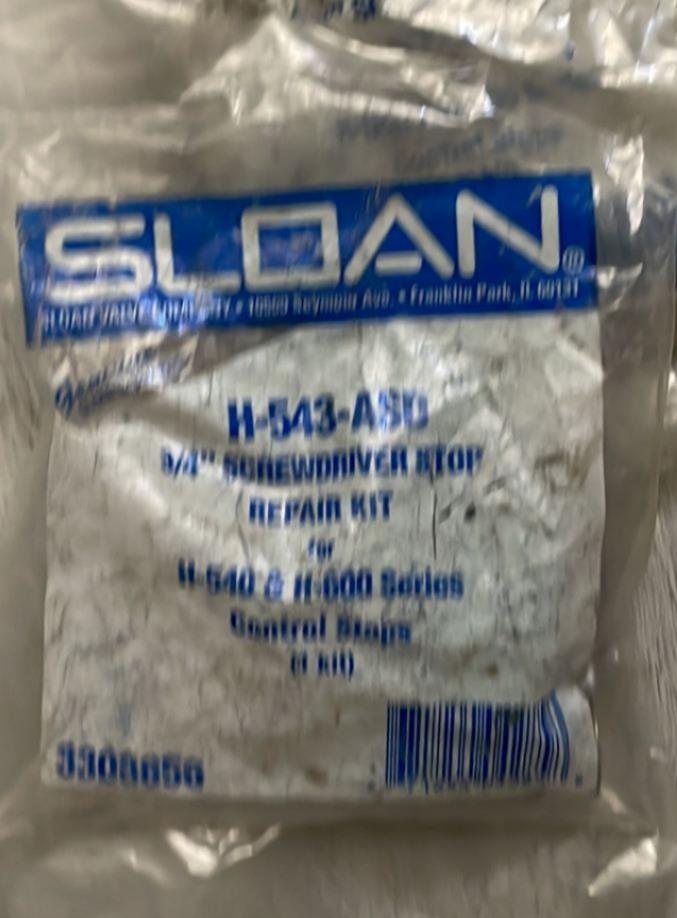 SLOAN®
SLOAN VALVE COMPANY • 10500 Seymour Ave. • Franklin Park, IL 60131
H-543-ASD
3/4" SCREWDRIVER STOP
REPAIR KIT
for
H-540 & H-600 Series
Control Stops
(1 kit)